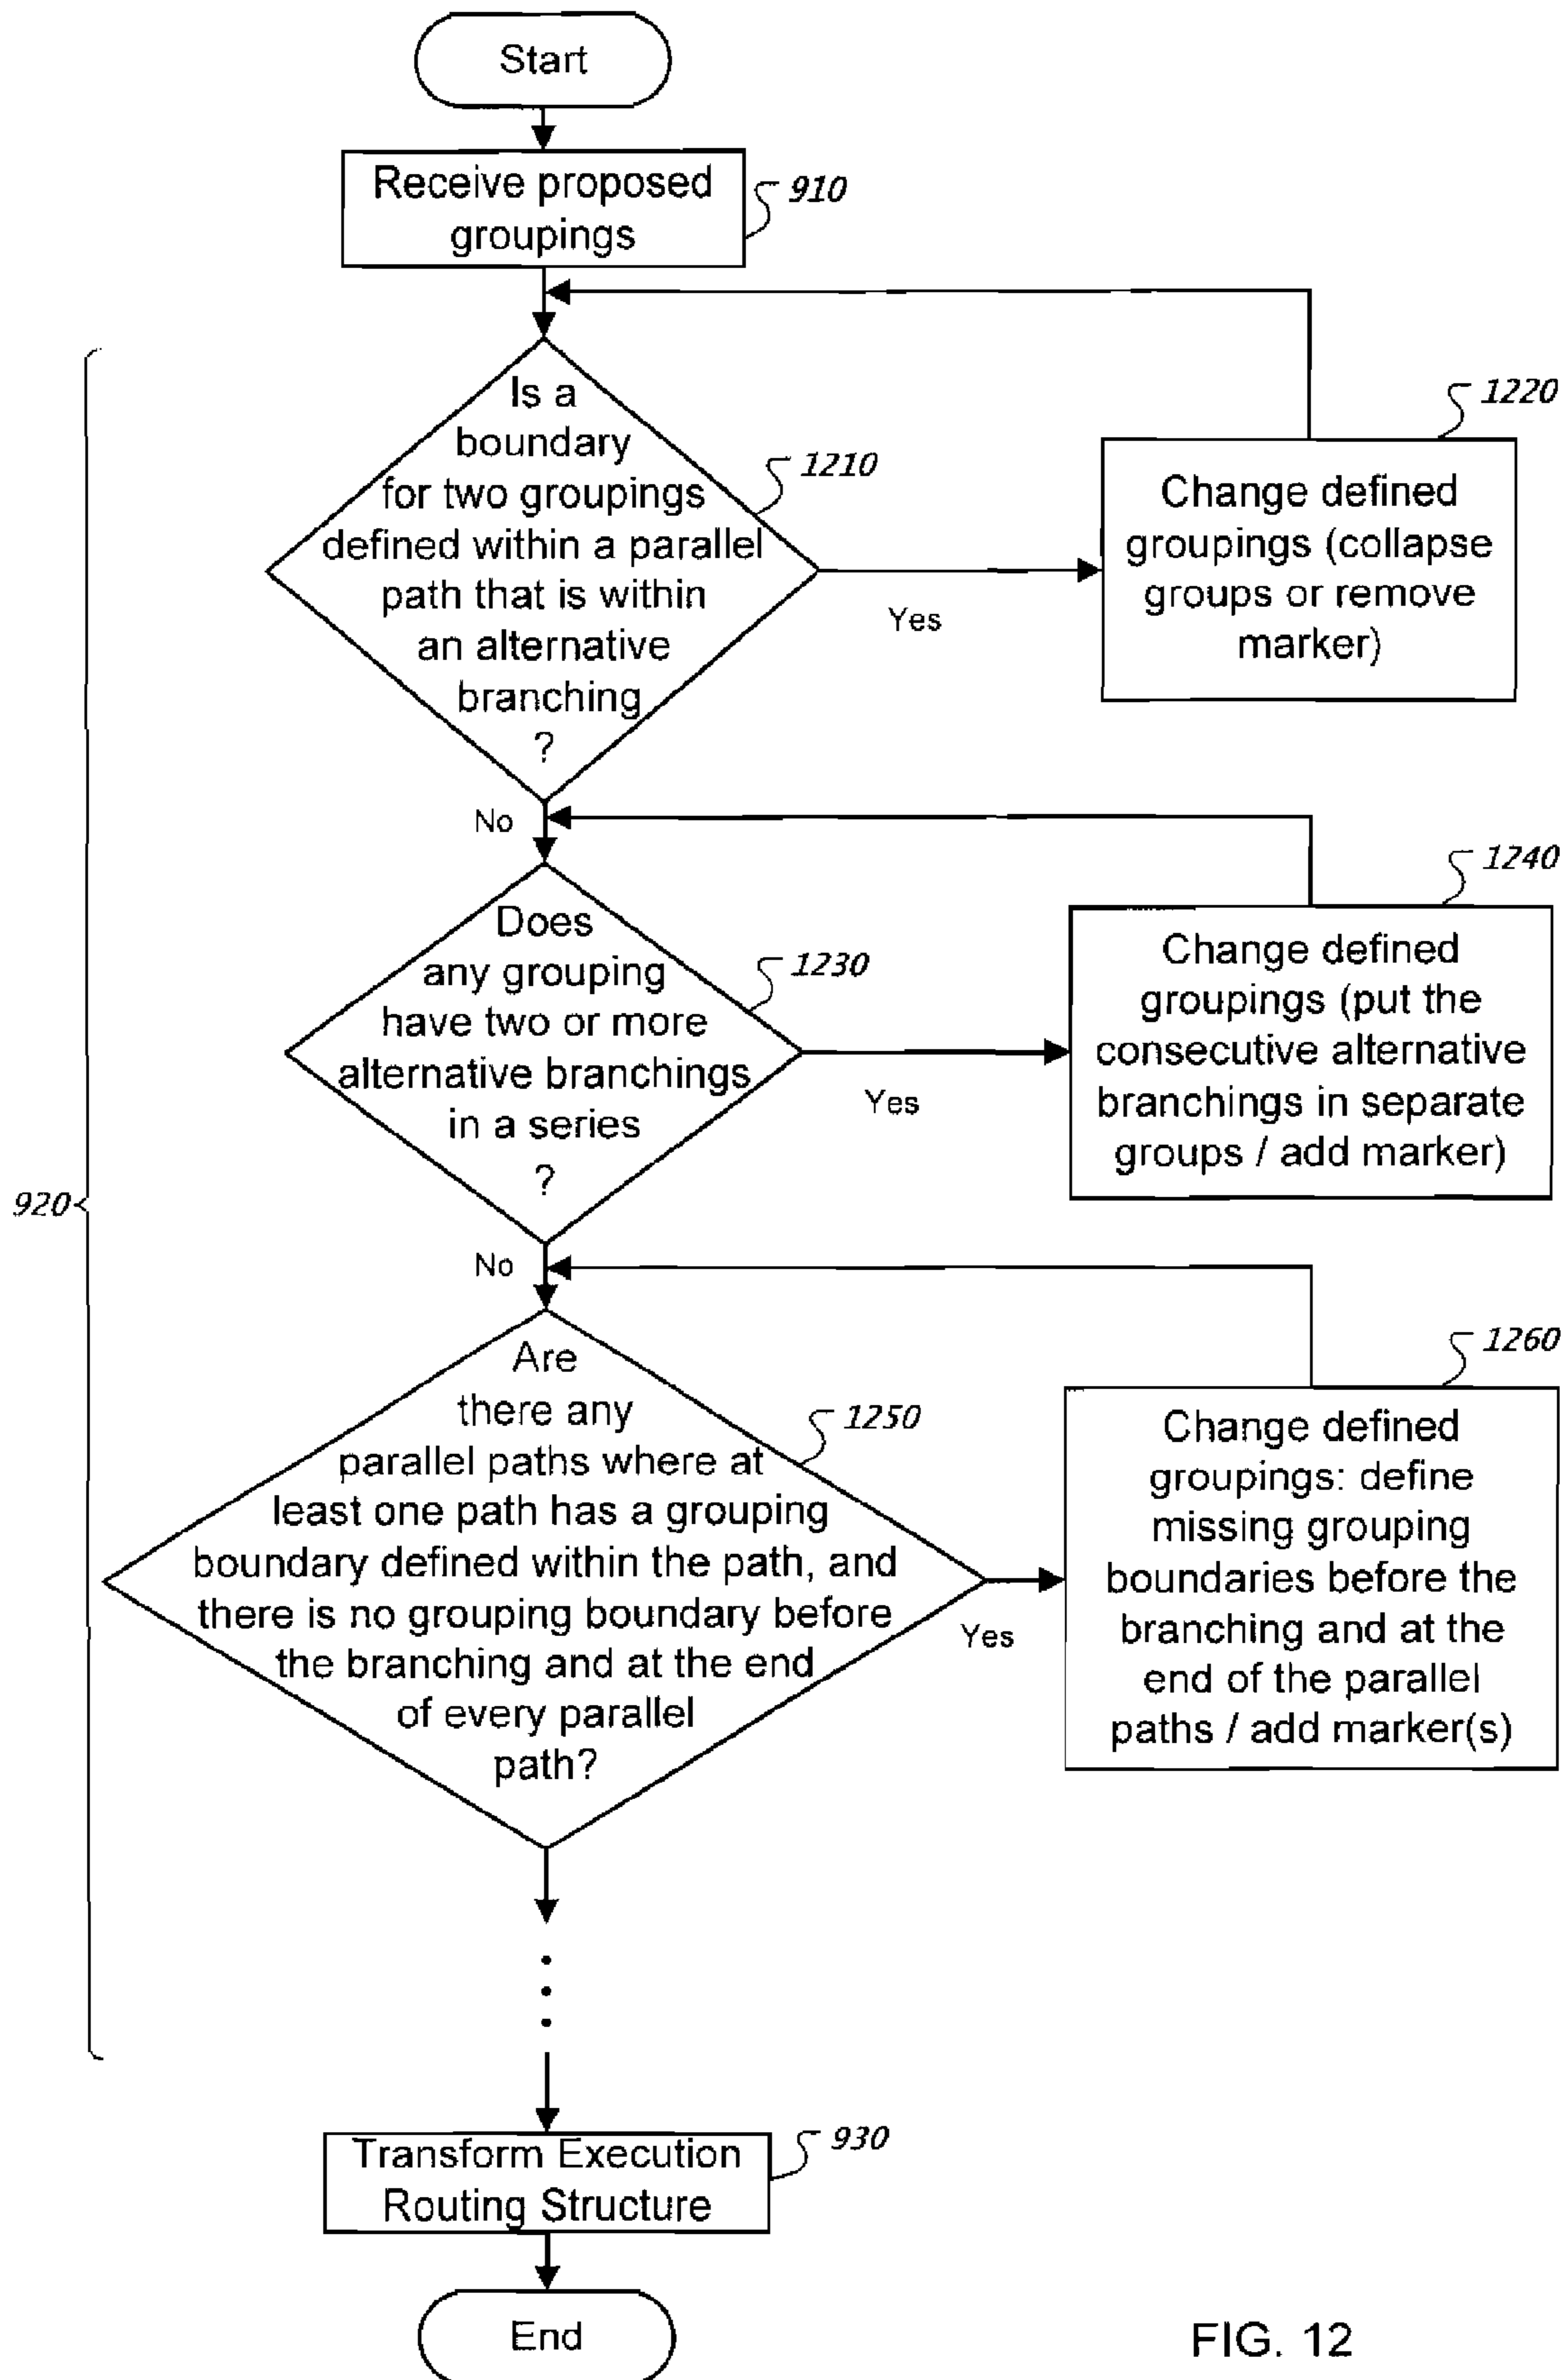 Start
Receive proposed
groupings
910
Is a
boundary
for two groupings
defined within a parallel
path that is within
an alternative
branching
?
1210
Yes
1220
Change defined
groupings (collapse
groups or remove
marker)
No
Does
any grouping
have two or more
alternative branchings
in a series
?
1230
Yes
1240
Change defined
groupings (put the
consecutive alternative
branchings in separate
groups / add marker)
920
No
Are
there any
parallel paths where at
least one path has a grouping
boundary defined within the path, and
there is no grouping boundary before
the branching and at the end
of every parallel
path?
1250
Yes
1260
Change defined
groupings: define
missing grouping
boundaries before the
branching and at the
end of the parallel
paths / add marker(s)
Transform Execution
Routing Structure
930
End
FIG. 12